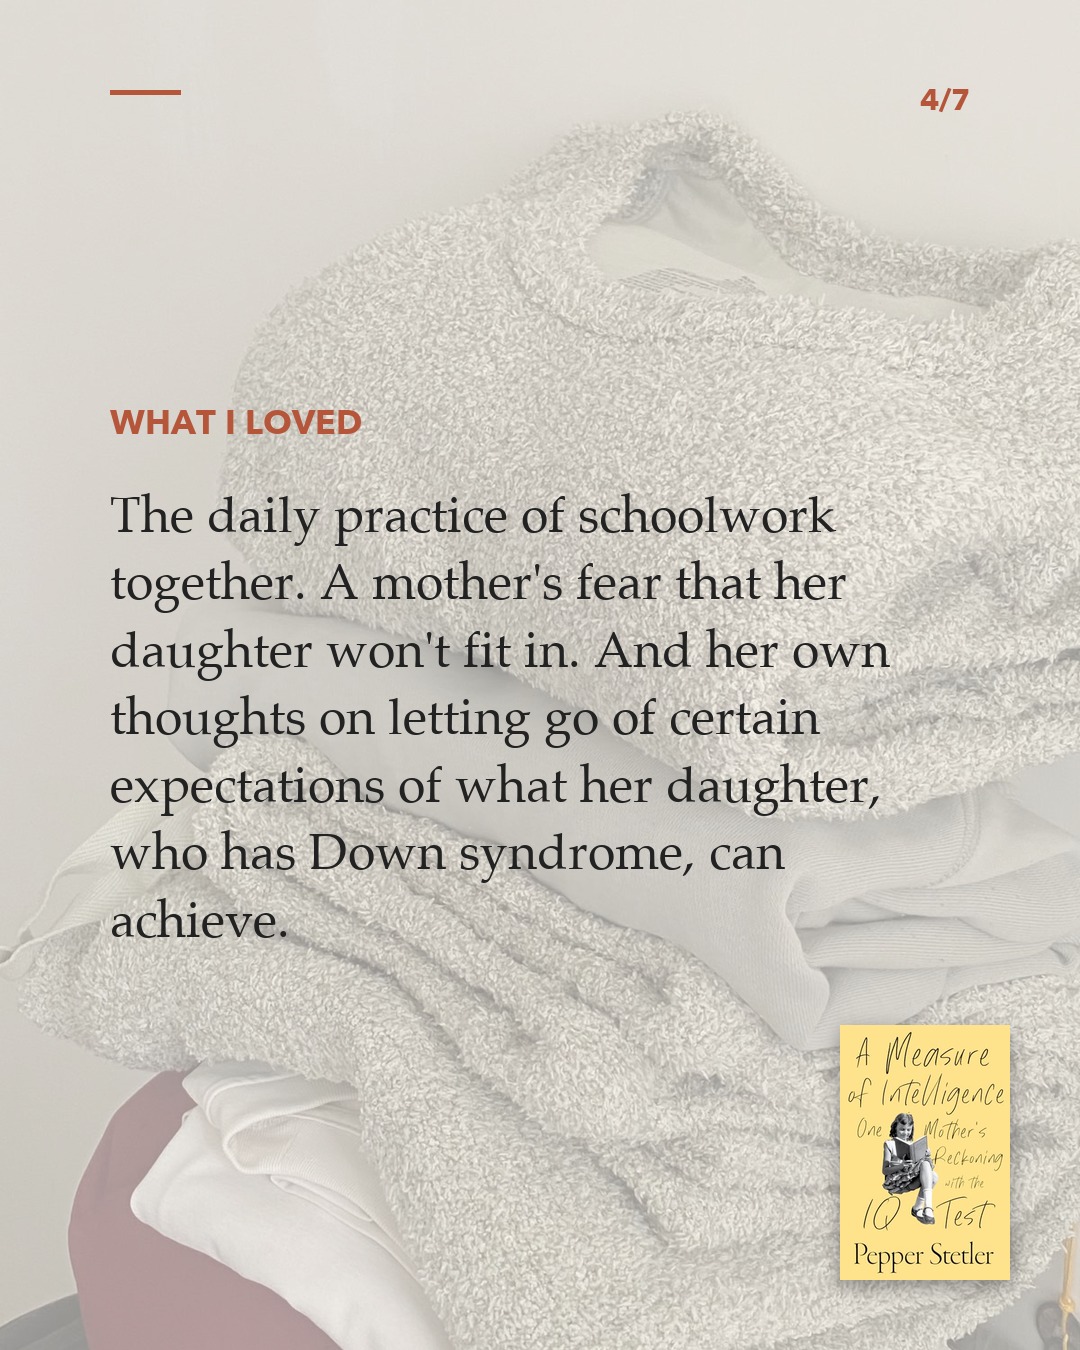 4/7
WHAT I LOVED
The daily practice of schoolwork
together. A mother's fear that her
daughter won't fit in. And her own
thoughts on letting go of certain
expectations of what her daughter,
who has Down syndrome, can
achieve.
A Measure
of Intelligence
One Mother's
Reckoning
with the
IQ Test
Pepper Stetler